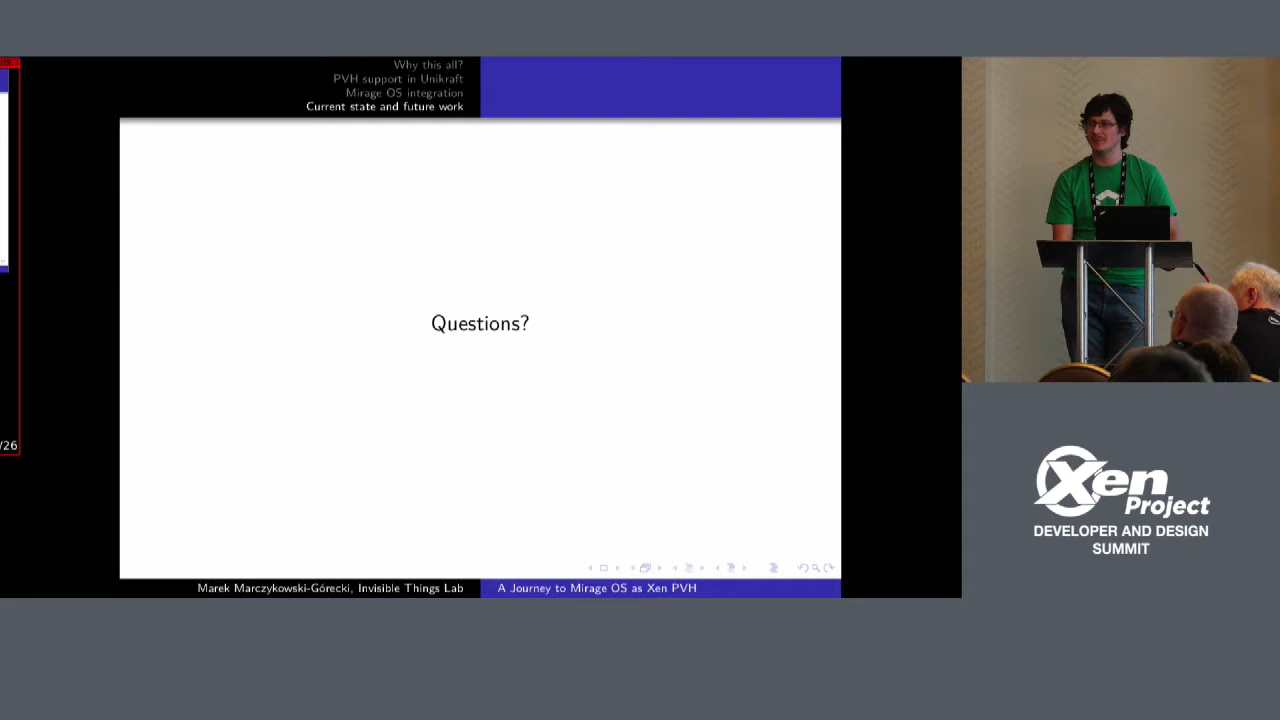 Why this all?
PVH support in Unikraft
Mirage OS integration
Current state and future work
Questions?
/26
Marek Marczykowski-Górecki, Invisible Things Lab
A Journey to Mirage OS as Xen PVH
Xen
Project
DEVELOPER AND DESIGN
SUMMIT